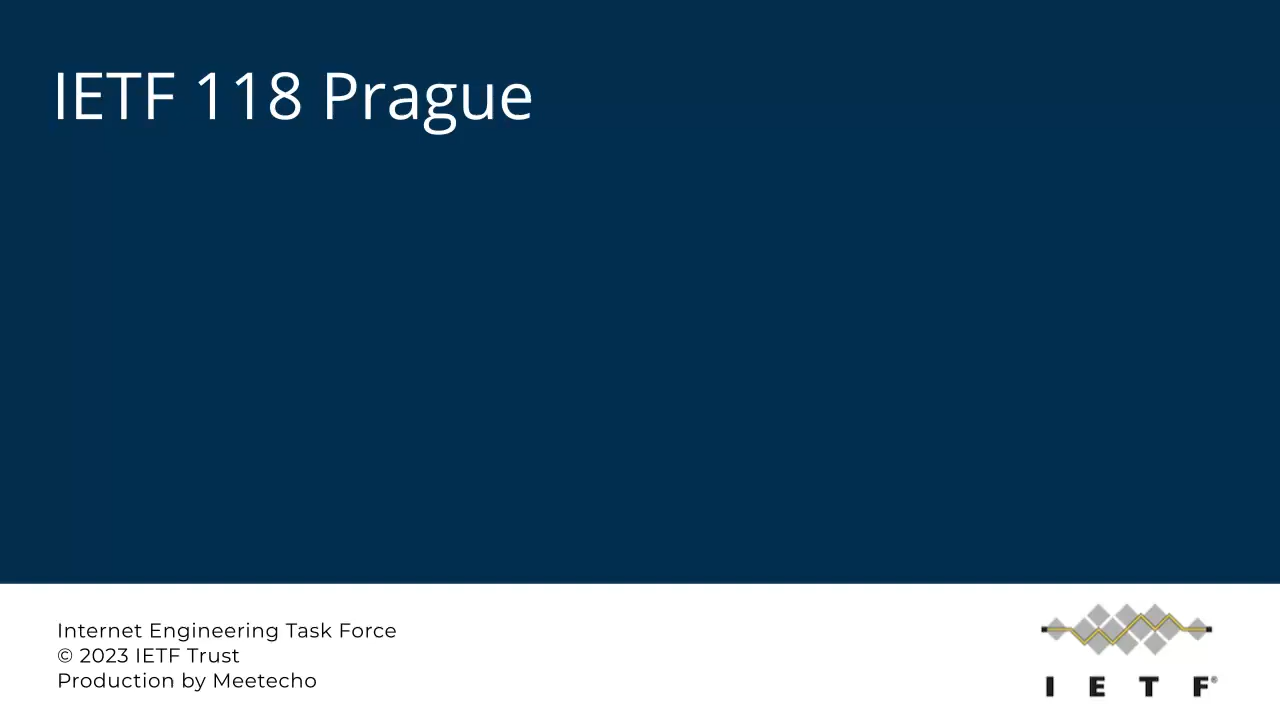 IETF 118 Prague
Internet Engineering Task Force
© 2023 IETF Trust
Production by Meetecho
I E T F®